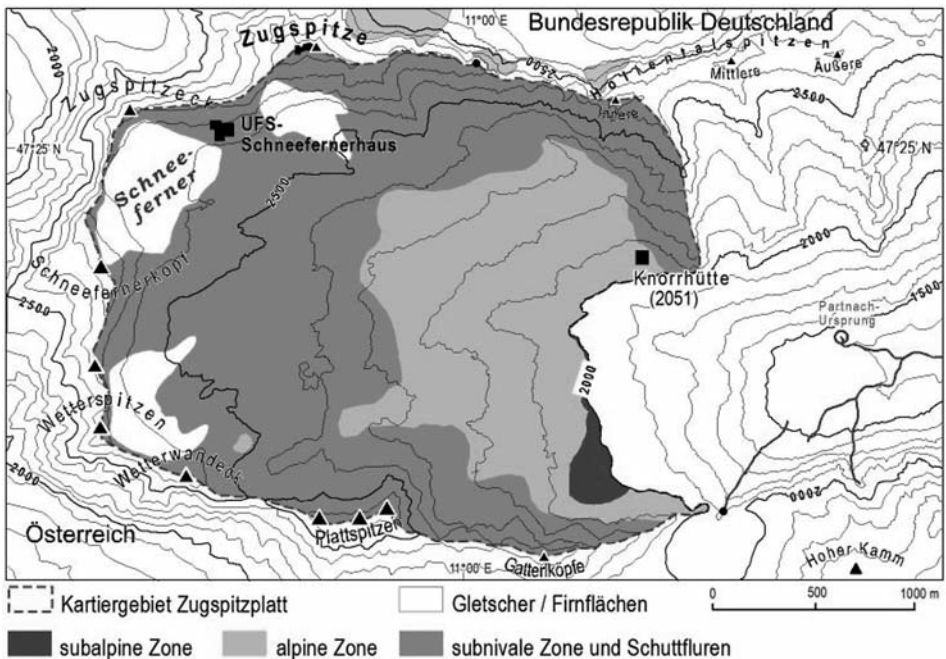 11°00 E
Bundesrepublik Deutschland
Zugspitze
2000
2500
Höllentalspitzen
Mittlere
Äußere
Zugspitzeck
Innere
2500
UFS-
Schneefernerhaus
47°25' N
47°25' N
Schnee-
ferner
2500
2000
Schneefernerkopf
Knorrhütte
(2051)
1500
Partnach-
Ursprung
2500
2000
Wetterspitzen
Wetterwandeck
2000
2000
Österreich
Plattspitzen
Gatterlköpfe
Hoher Kamm
11°00' E
Kartiergebiet Zugspitzplatt
Gletscher / Firnflächen
0 500 1000 m
subalpine Zone
alpine Zone
subnivale Zone und Schuttfluren